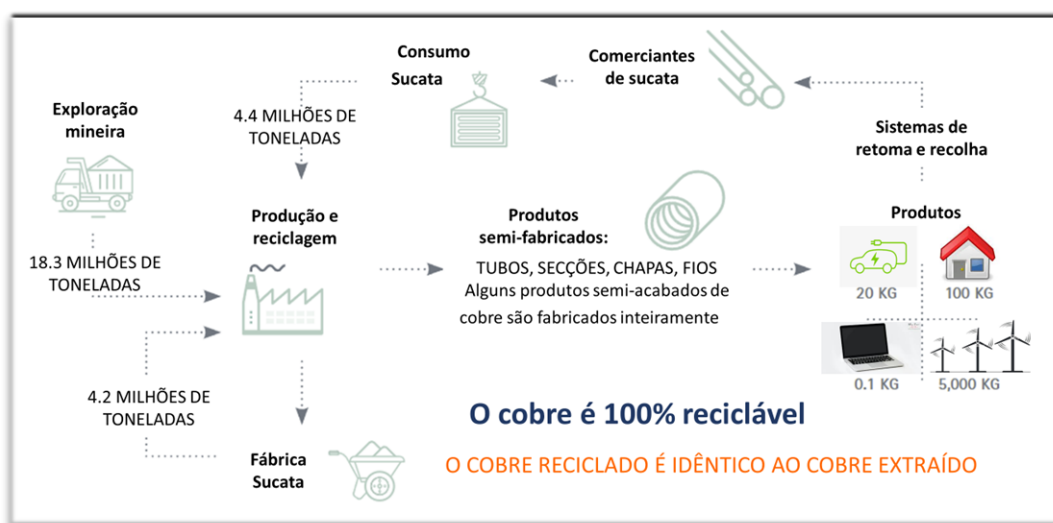 Consumo
Sucata
Comerciantes
de sucata
Exploração
mineira
4.4 MILHÕES DE
TONELADAS
Sistemas de
retoma e recolha
Produção e
reciclagem
Produtos
semi-fabricados:
Produtos
18.3 MILHÕES DE
TONELADAS
TUBOS, SECÇÕES, CHAPAS, FIOS
Alguns produtos semi-acabados de
cobre são fabricados inteiramente
20 KG
100 KG
0.1 KG
5,000 KG
4.2 MILHÕES DE
TONELADAS
O cobre é 100% reciclável
Fábrica
Sucata
O COBRE RECICLADO É IDÊNTICO AO COBRE EXTRAÍDO